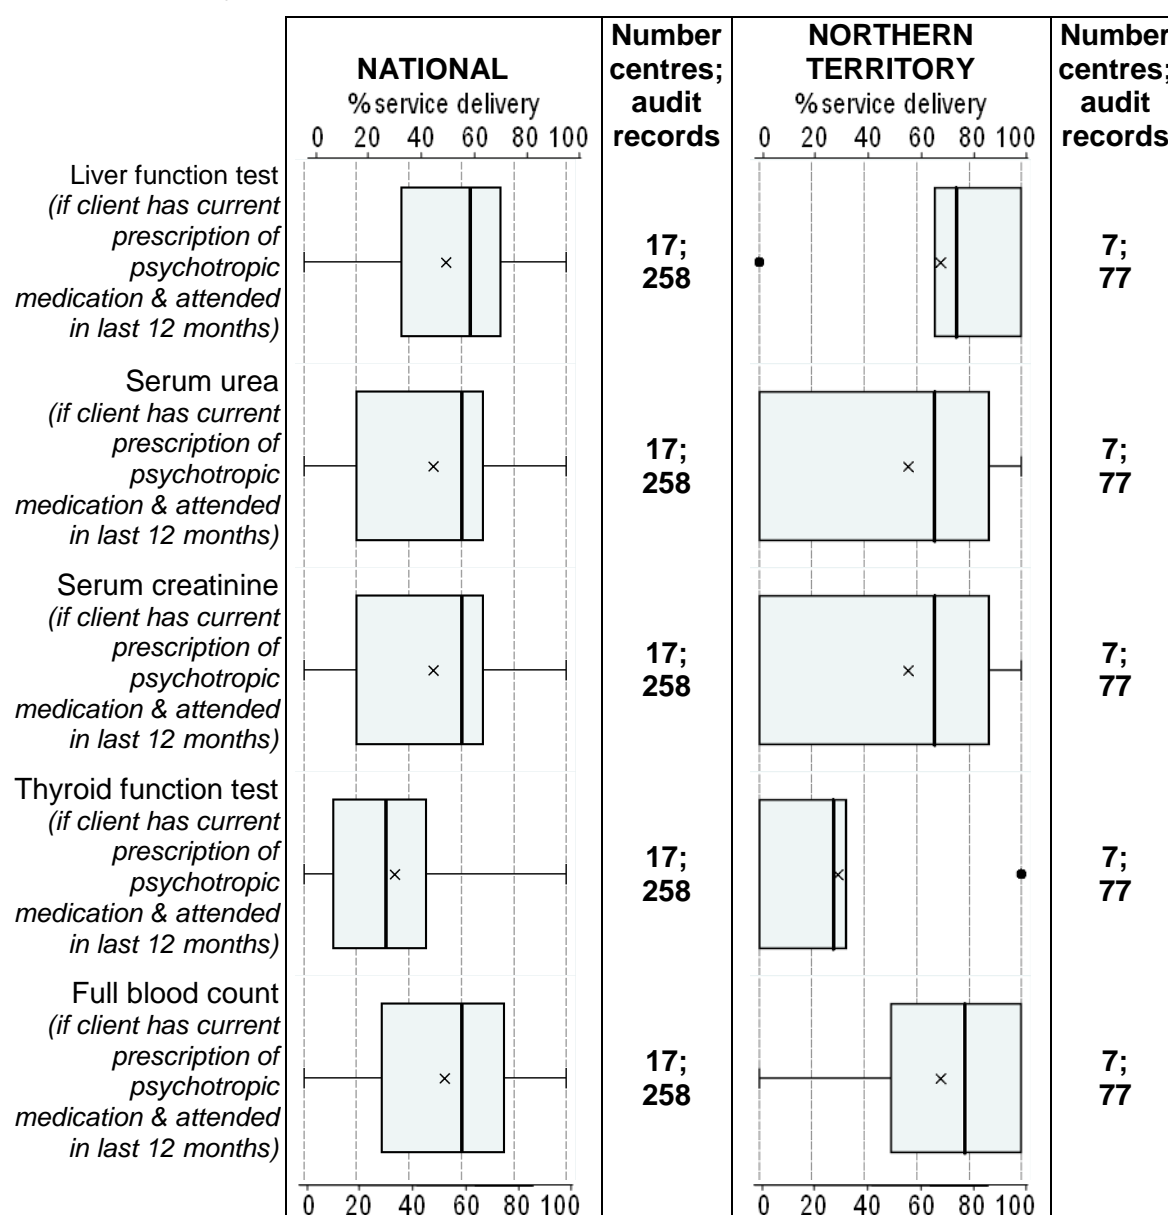 NATIONAL
% service delivery
0 20 40 60 80 100
Number
centres;
audit
records
NORTHERN
TERRITORY
% service delivery
0 20 40 60 80 100
Number
centres;
audit
records
Liver function test
(if client has current
prescription of
psychotropic
medication & attended
in last 12 months)
17;
258
7;
77
Serum urea
(if client has current
prescription of
psychotropic
medication & attended
in last 12 months)
17;
258
7;
77
Serum creatinine
(if client has current
prescription of
psychotropic
medication & attended
in last 12 months)
17;
258
7;
77
Thyroid function test
(if client has current
prescription of
psychotropic
medication & attended
in last 12 months)
17;
258
7;
77
Full blood count
(if client has current
prescription of
psychotropic
medication & attended
in last 12 months)
17;
258
7;
77
0 20 40 60 80 100
0 20 40 60 80 100